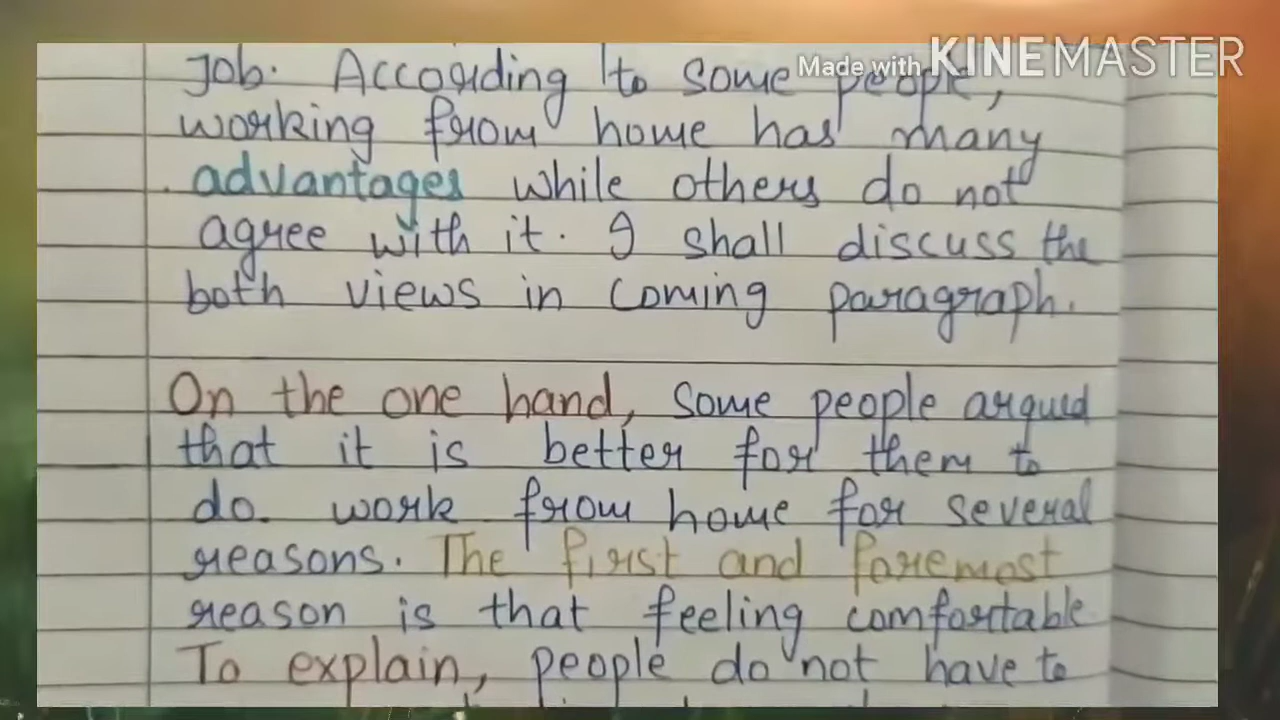 Made with KINEMASTER
Job. According to some people,
working from home has many
advantages while others do not
agree with it. I shall discuss the
both views in coming paragraph.
On the one hand, some people argued
that it is better for them to
do work from home for several
reasons. The first and foremost
reason is that feeling comfortable
To explain, people do not have to